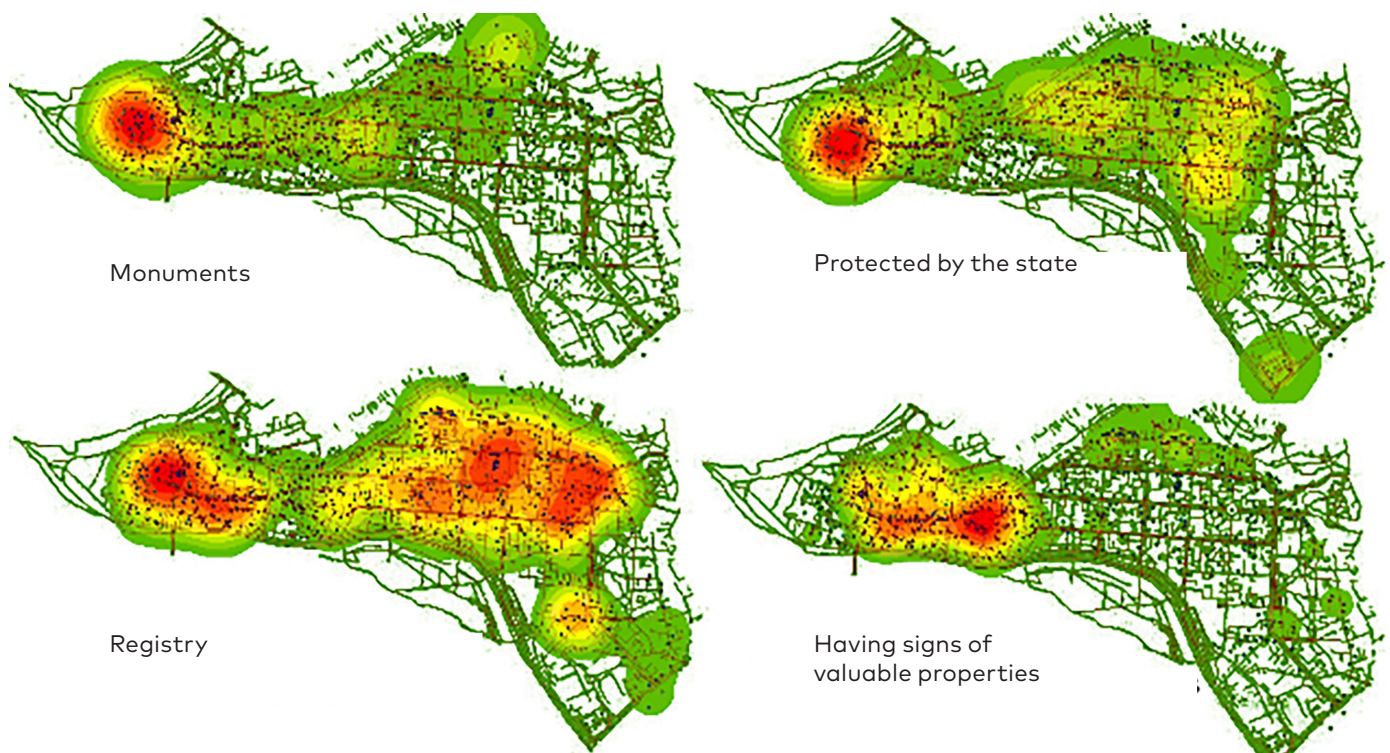 Monuments
Protected by the state
Registry
Having signs of
valuable properties